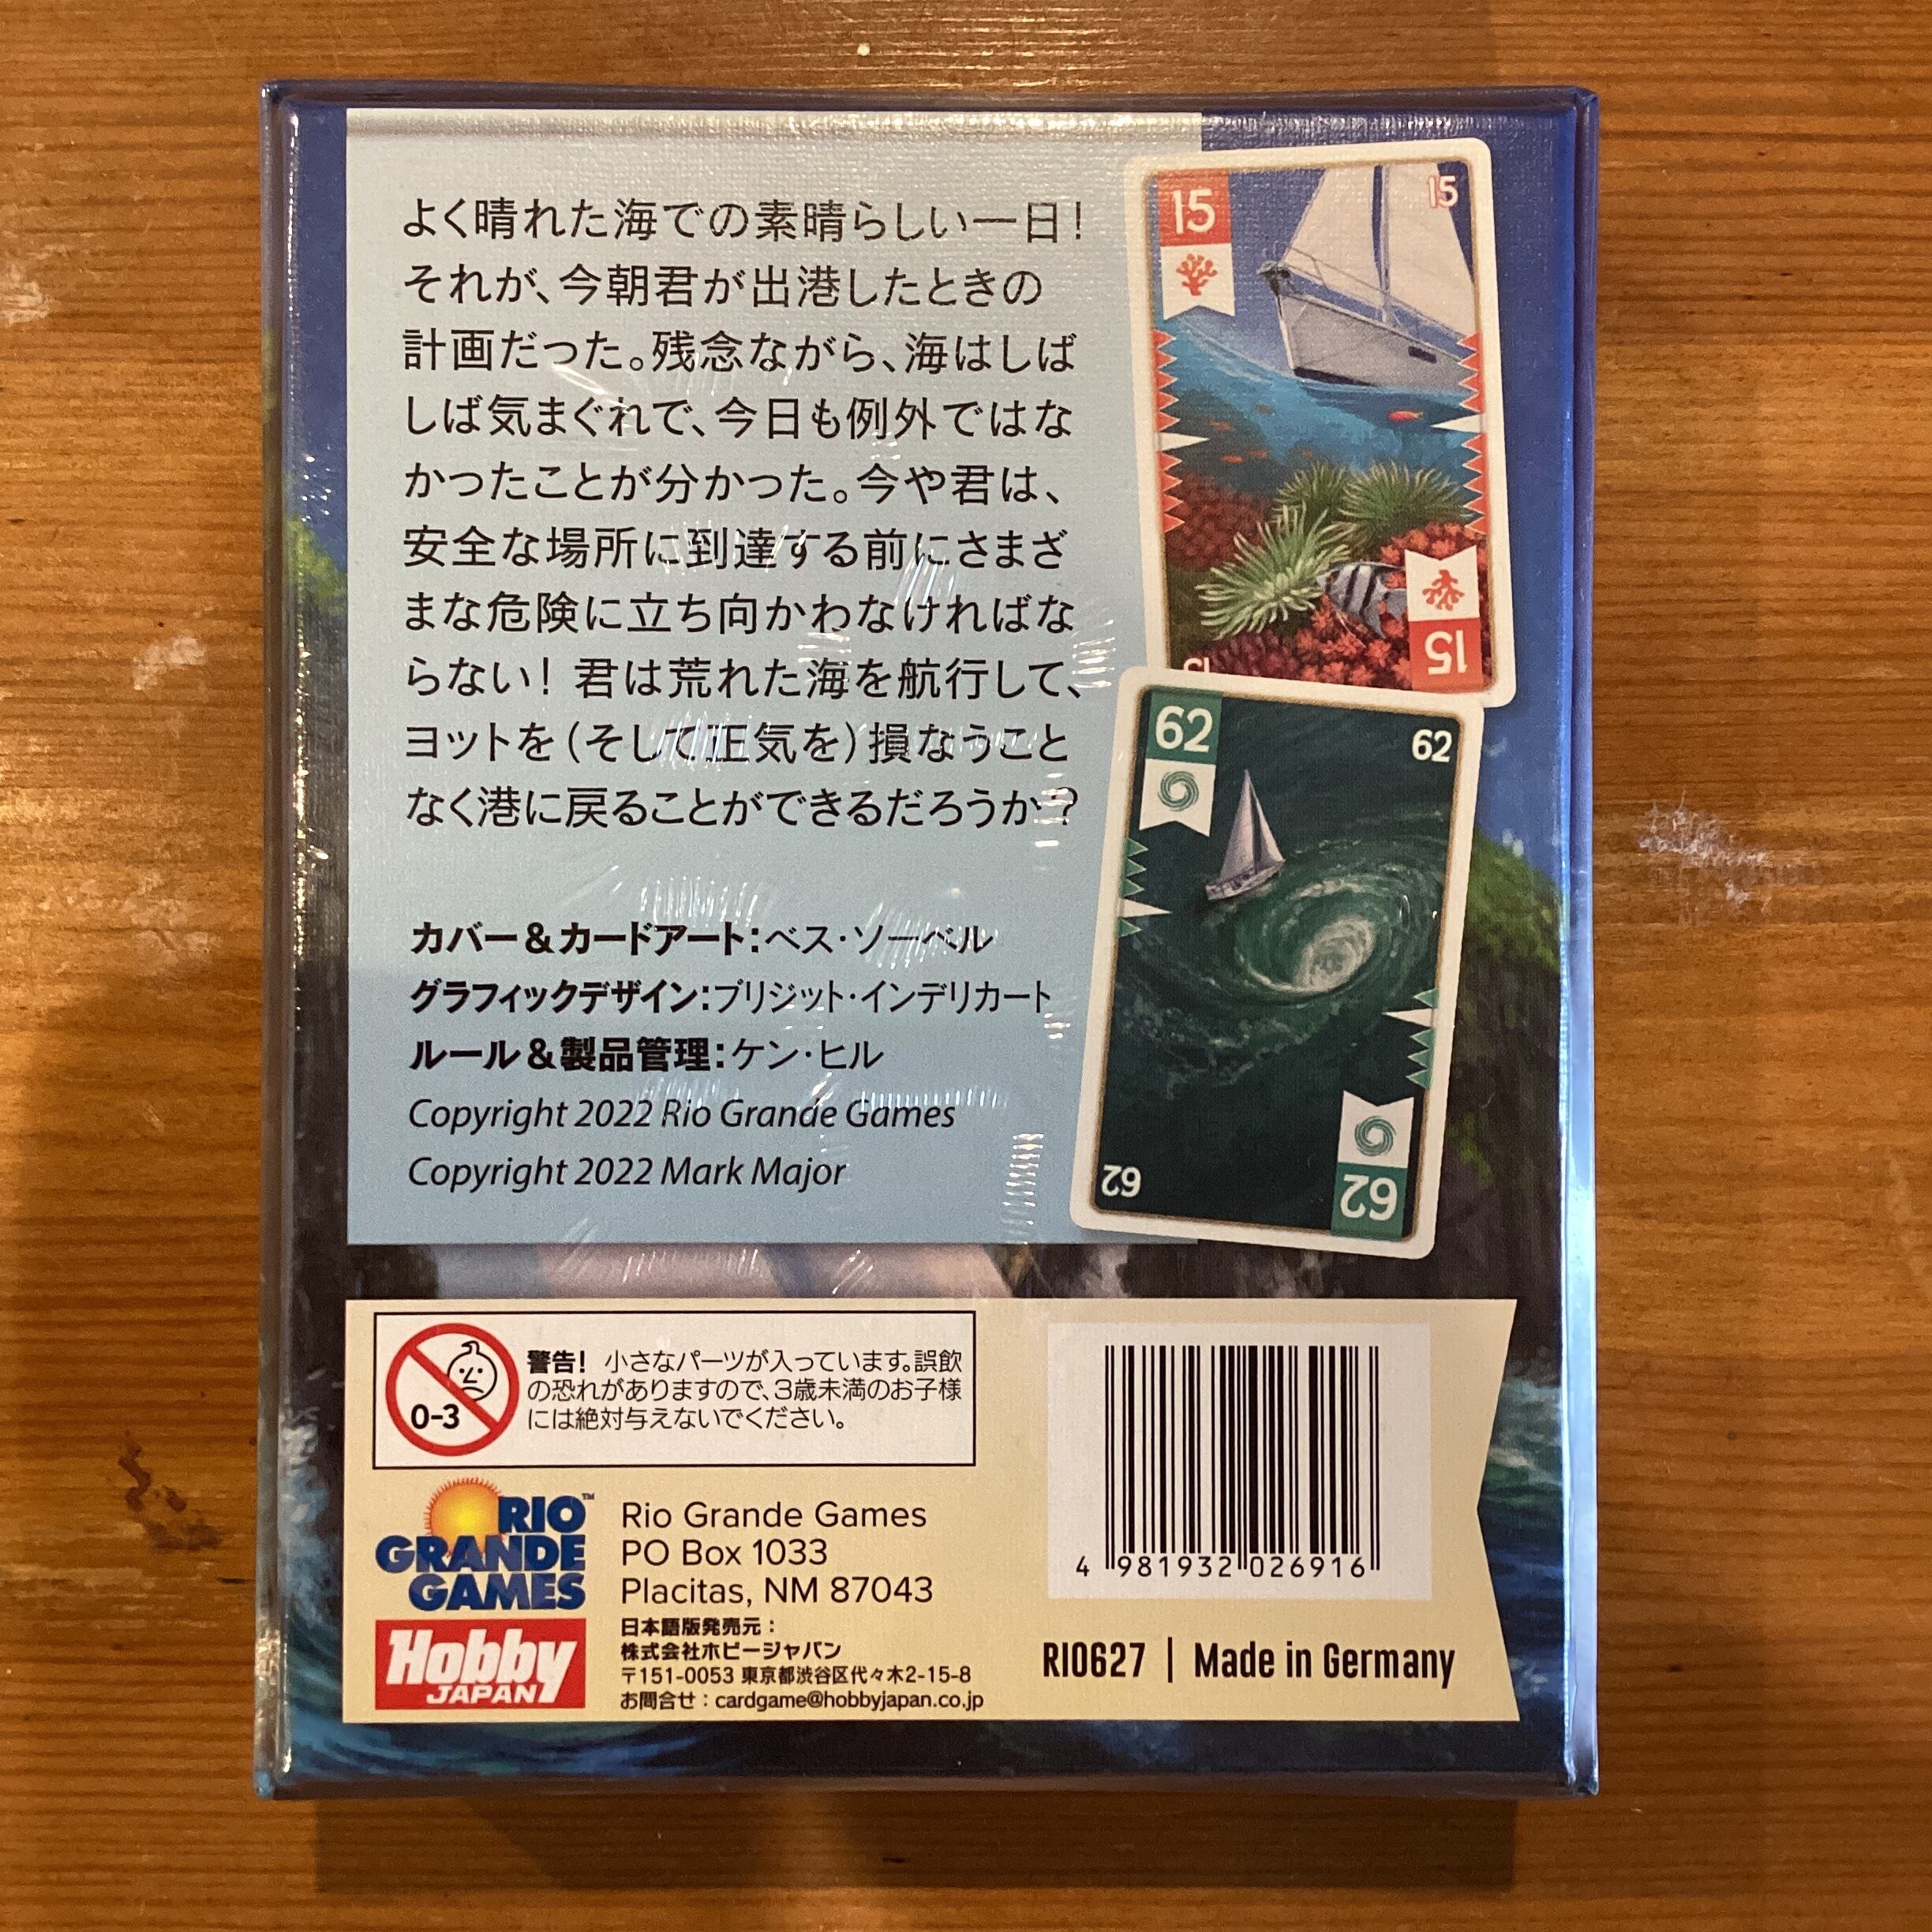 よく晴れた海での素晴らしい一日！
それが、今朝君が出港したときの
計画だった。残念ながら、海はしば
しば気まぐれで、今日も例外ではな
かったことが分かった。今や君は、
安全な場所に到達する前にさまざ
まな危険に立ち向かわなければな
らない！ 君は荒れた海を航行して、
ヨットを（そして正気を）損なうこと
なく港に戻ることができるだろうか？
カバー＆カードアート：ベス・ソーベル
グラフィックデザイン：ブリジット・インデリカート
ルール＆製品管理：ケン・ヒル
Copyright 2022 Rio Grande Games
Copyright 2022 Mark Major
15
15
15
15
62
62
62
62
0-3
警告！ 小さなパーツが入っています。誤飲
の恐れがありますので、3歳未満のお子様
には絶対与えないでください。
RIO™
GRANDE
GAMES
Rio Grande Games
PO Box 1033
Placitas, NM 87043
Hobby
JAPAN
日本語版発売元：
株式会社ホビージャパン
〒151-0053 東京都渋谷区代々木2-15-8
お問合せ：cardgame@hobbyjapan.co.jp
4 981932 026916
RIO627 | Made in Germany